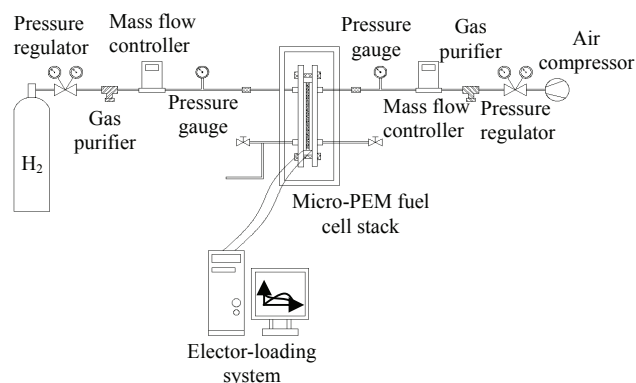 Pressure
regulator
Mass flow
controller
Pressure
gauge
Gas
purifier
Air
compressor
Gas
purifier
Pressure
gauge
Mass flow
controller
Pressure
regulator
H₂
Micro-PEM fuel
cell stack
Elector-loading
system